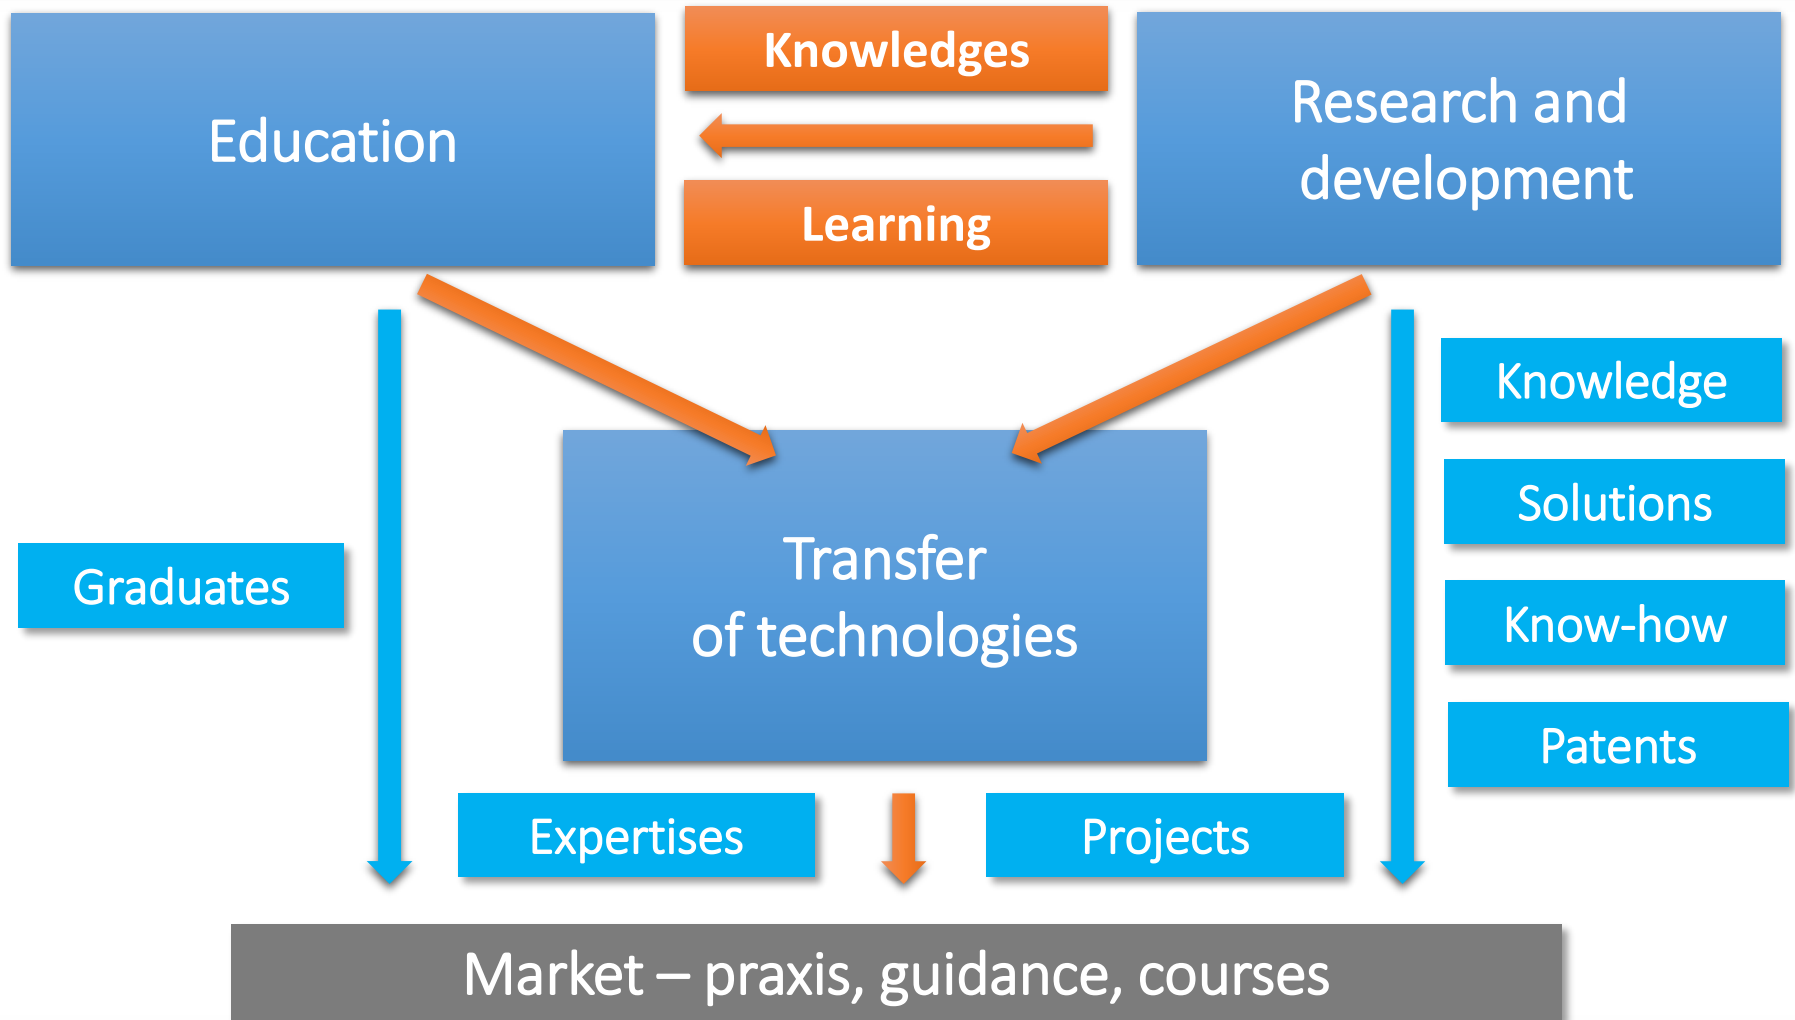 Education
Knowledges
Learning
Research and
development
Graduates
Transfer
of technologies
Knowledge
Solutions
Know-how
Patents
Expertises
Projects
Market – praxis, guidance, courses